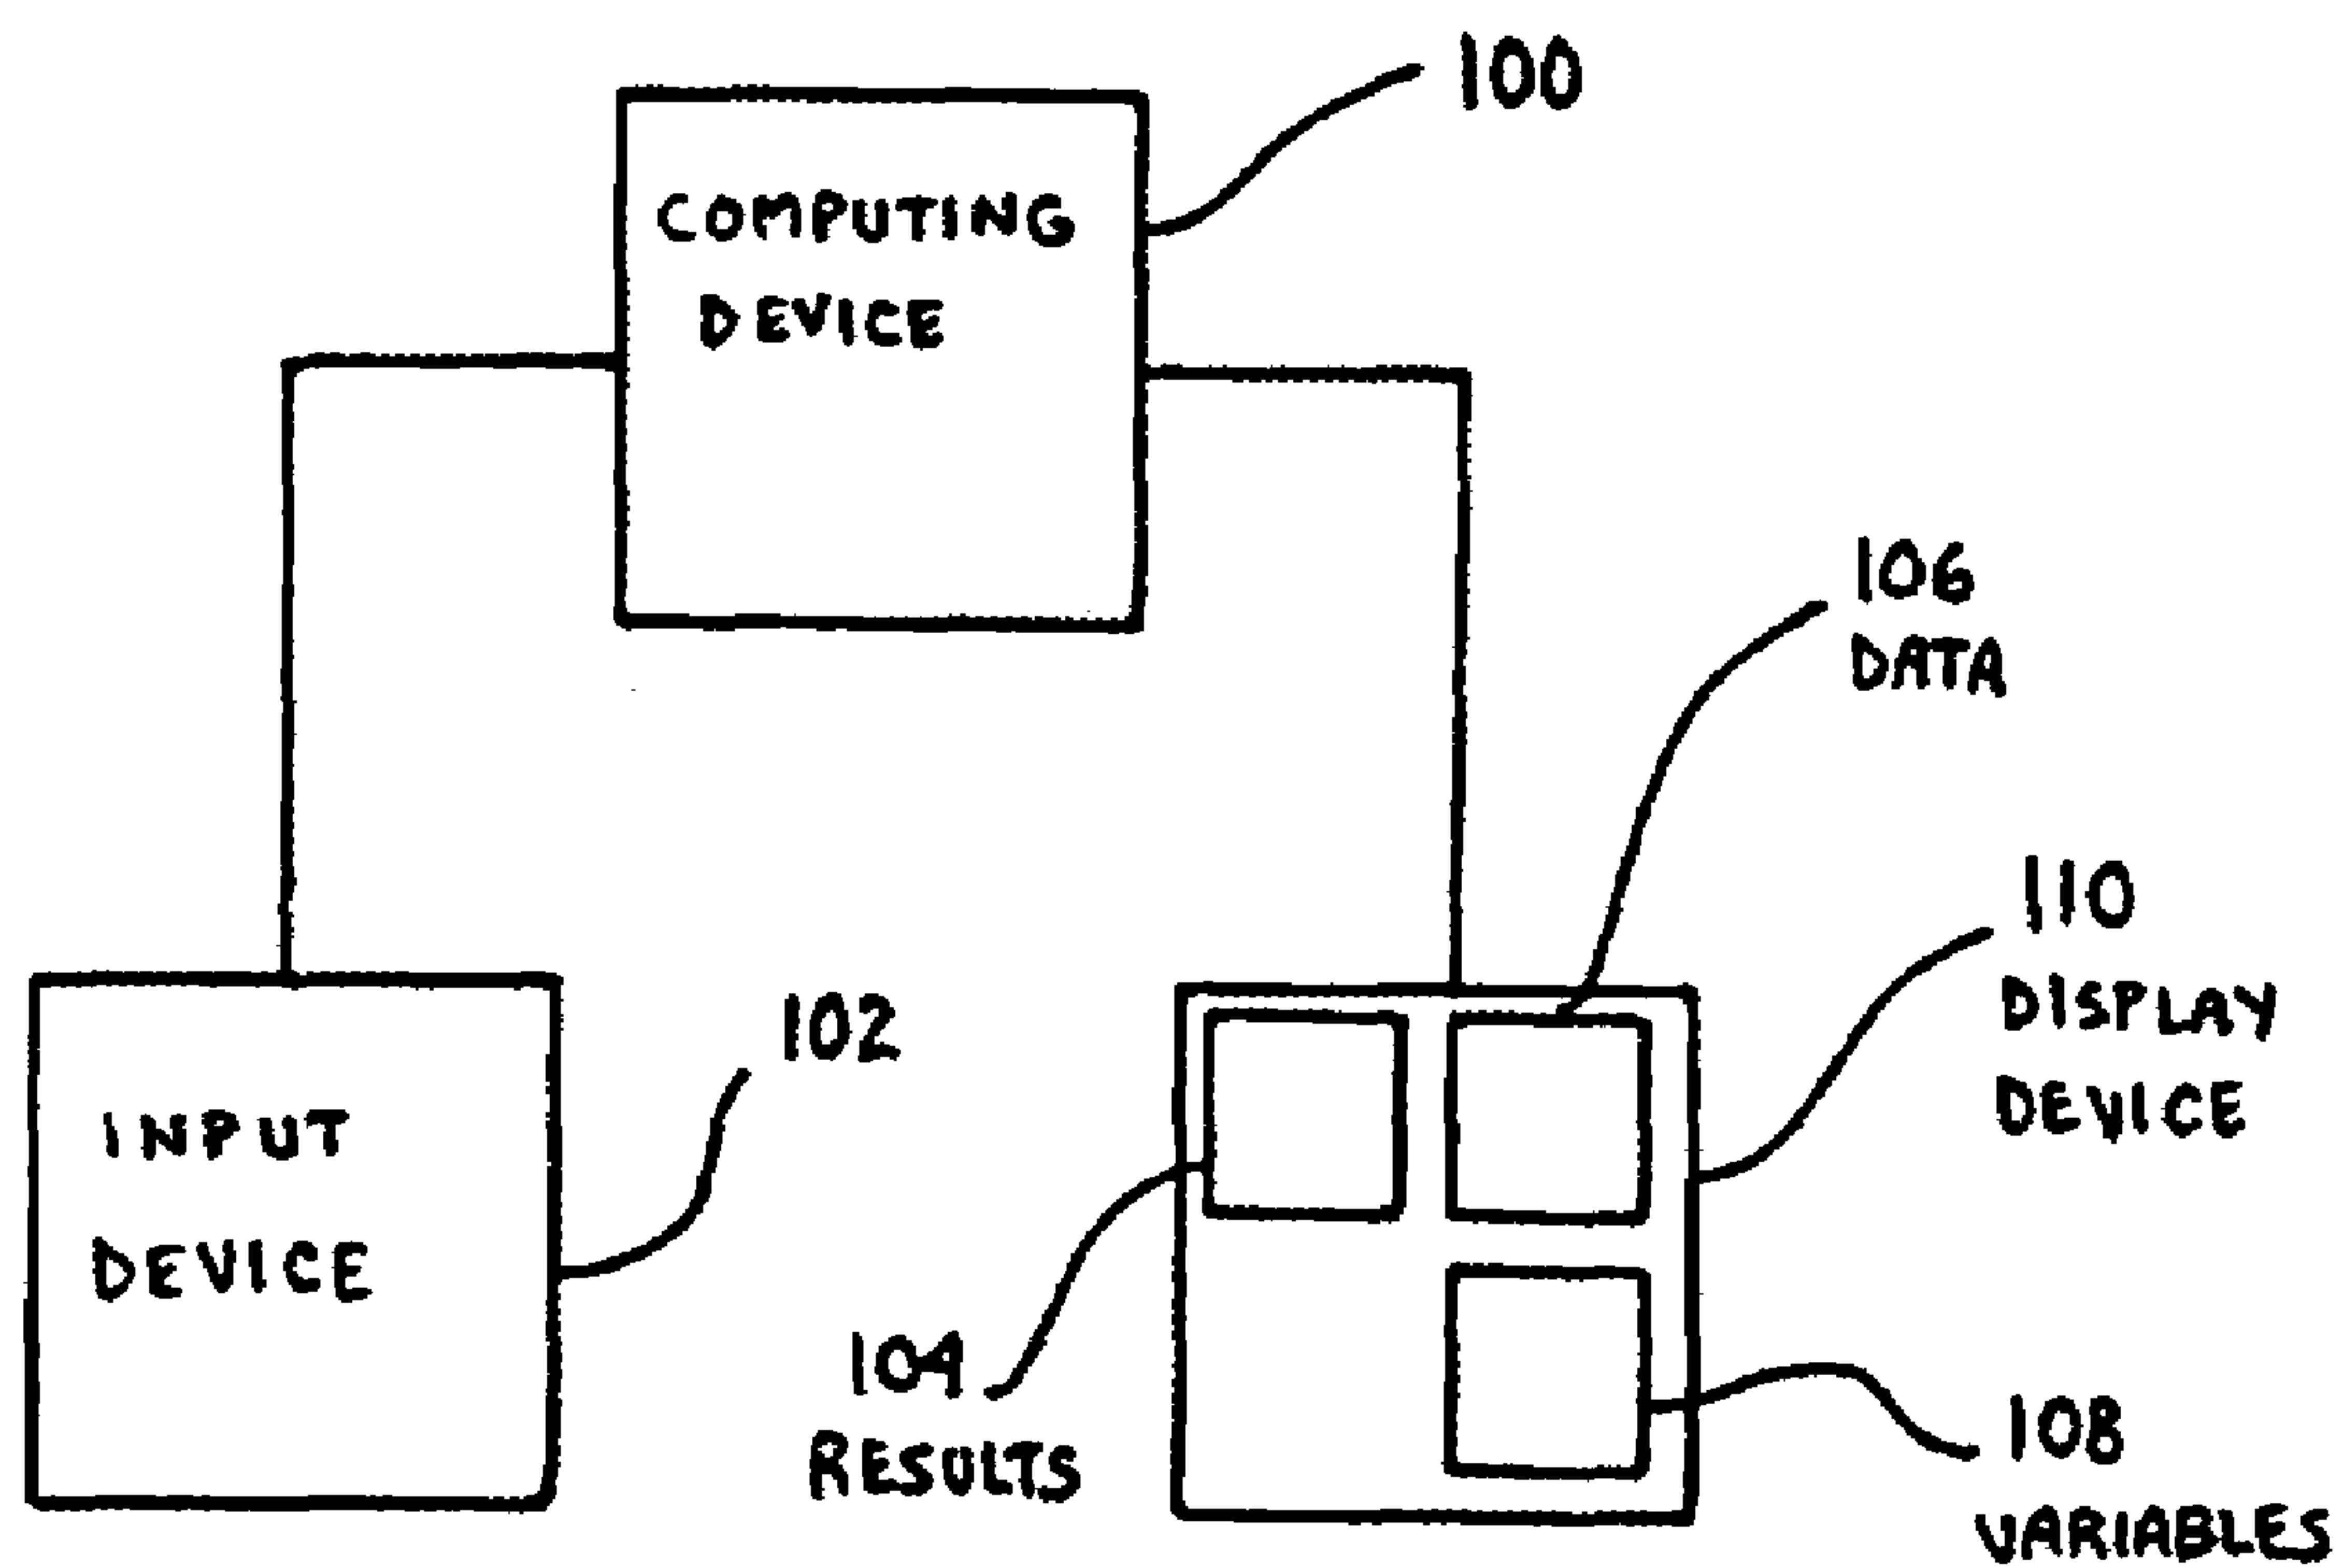 100
COMPUTING
DEVICE
106
DATA
110
DISPLAY
DEVICE
102
INPUT
DEVICE
104
RESULTS
108
VARIABLES